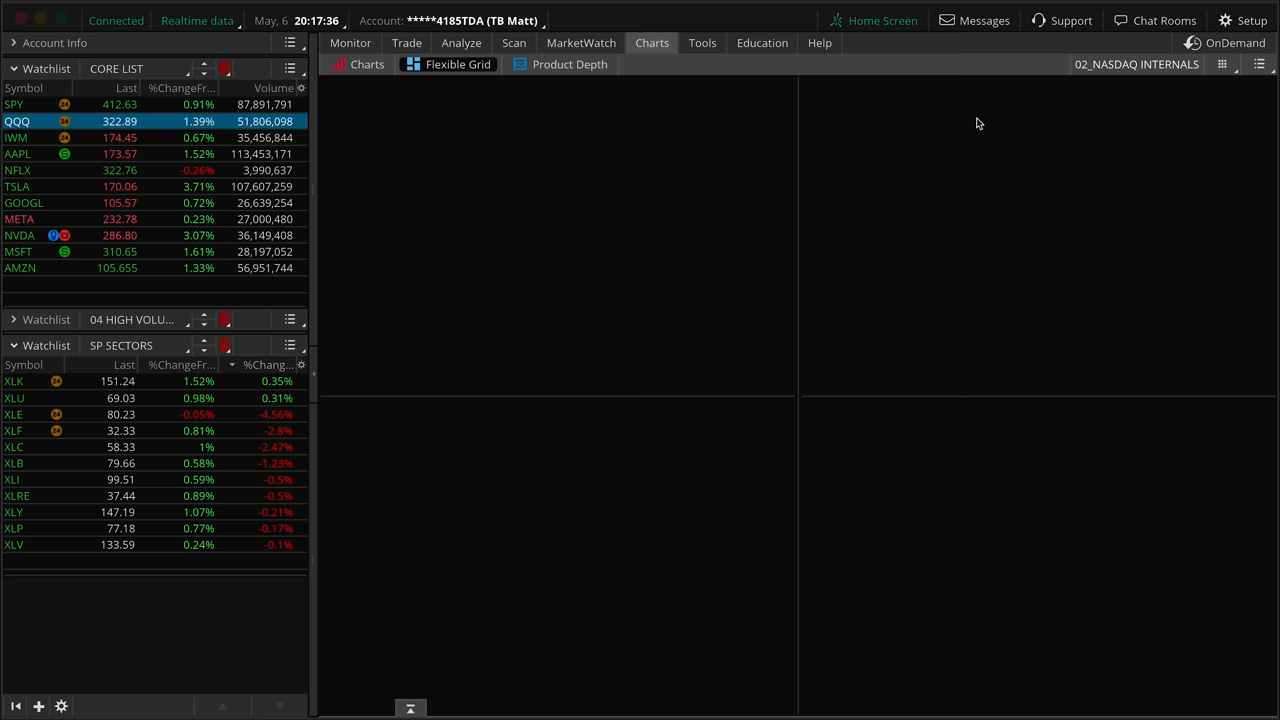 Connected Realtime data May, 6 20:17:36 Account: *****4185TDA (TB Matt) Home Screen Messages Support Chat Rooms Setup
Account Info Monitor Trade Analyze Scan MarketWatch Charts Tools Education Help OnDemand
Watchlist CORE LIST Charts Flexible Grid Product Depth 02_NASDAQ INTERNALS
Symbol Last %ChangeFr... Volume
SPY 24 412.63 0.91% 87,891,791
QQQ 24 322.89 1.39% 51,806,098
IWM 24 174.45 0.67% 35,456,844
AAPL 173.57 1.52% 113,453,171
NFLX 322.76 -0.26% 3,990,637
TSLA 170.06 3.71% 107,607,259
GOOGL 105.57 0.72% 26,639,254
META 232.78 0.23% 27,000,480
NVDA 286.80 3.07% 36,149,408
MSFT 310.65 1.61% 28,197,052
AMZN 105.655 1.33% 56,951,744
Watchlist 04 HIGH VOLU...
Watchlist SP SECTORS
Symbol Last %ChangeFr... %Chang...
XLK 24 151.24 1.52% 0.35%
XLU 69.03 0.98% 0.31%
XLE 24 80.23 -0.05% -4.56%
XLF 24 32.33 0.81% -2.8%
XLC 58.33 1% -2.47%
XLB 79.66 0.58% -1.23%
XLI 99.51 0.59% -0.5%
XLRE 37.44 0.89% -0.5%
XLY 147.19 1.07% -0.21%
XLP 77.18 0.77% -0.17%
XLV 133.59 0.24% -0.1%